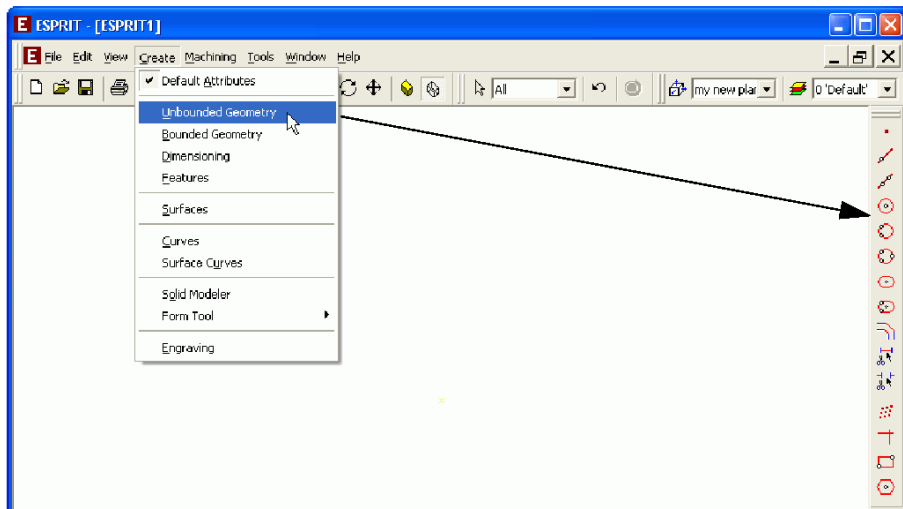 ESPRIT - [ESPRIT1]
File Edit View Create Machining Tools Window Help
All my new plar 0 'Default'
Default Attributes
Unbounded Geometry
Bounded Geometry
Dimensioning
Features
Surfaces
Curves
Surface Curves
Solid Modeler
Form Tool
Engraving